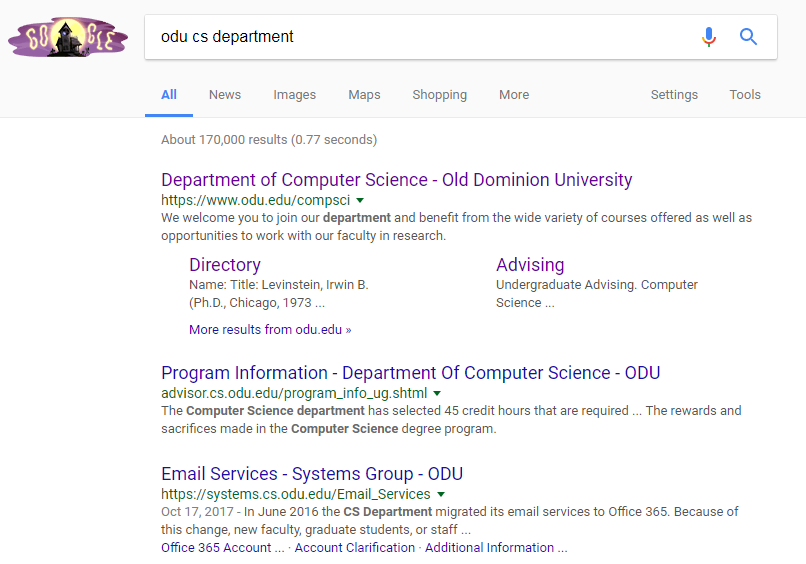 GOOGLE
odu cs department
All News Images Maps Shopping More Settings Tools
About 170,000 results (0.77 seconds)
Department of Computer Science - Old Dominion University
https://www.odu.edu/compsci
We welcome you to join our department and benefit from the wide variety of courses offered as well as
opportunities to work with our faculty in research.
Directory
Name: Title: Levinstein, Irwin B.
(Ph.D., Chicago, 1973 ...
Advising
Undergraduate Advising. Computer
Science ...
More results from odu.edu »
Program Information - Department Of Computer Science - ODU
advisor.cs.odu.edu/program_info_ug.shtml
The Computer Science department has selected 45 credit hours that are required ... The rewards and
sacrifices made in the Computer Science degree program.
Email Services - Systems Group - ODU
https://systems.cs.odu.edu/Email_Services
Oct 17, 2017 - In June 2016 the CS Department migrated its email services to Office 365. Because of
this change, new faculty, graduate students, or staff ...
Office 365 Account ... · Account Clarification · Additional Information ...